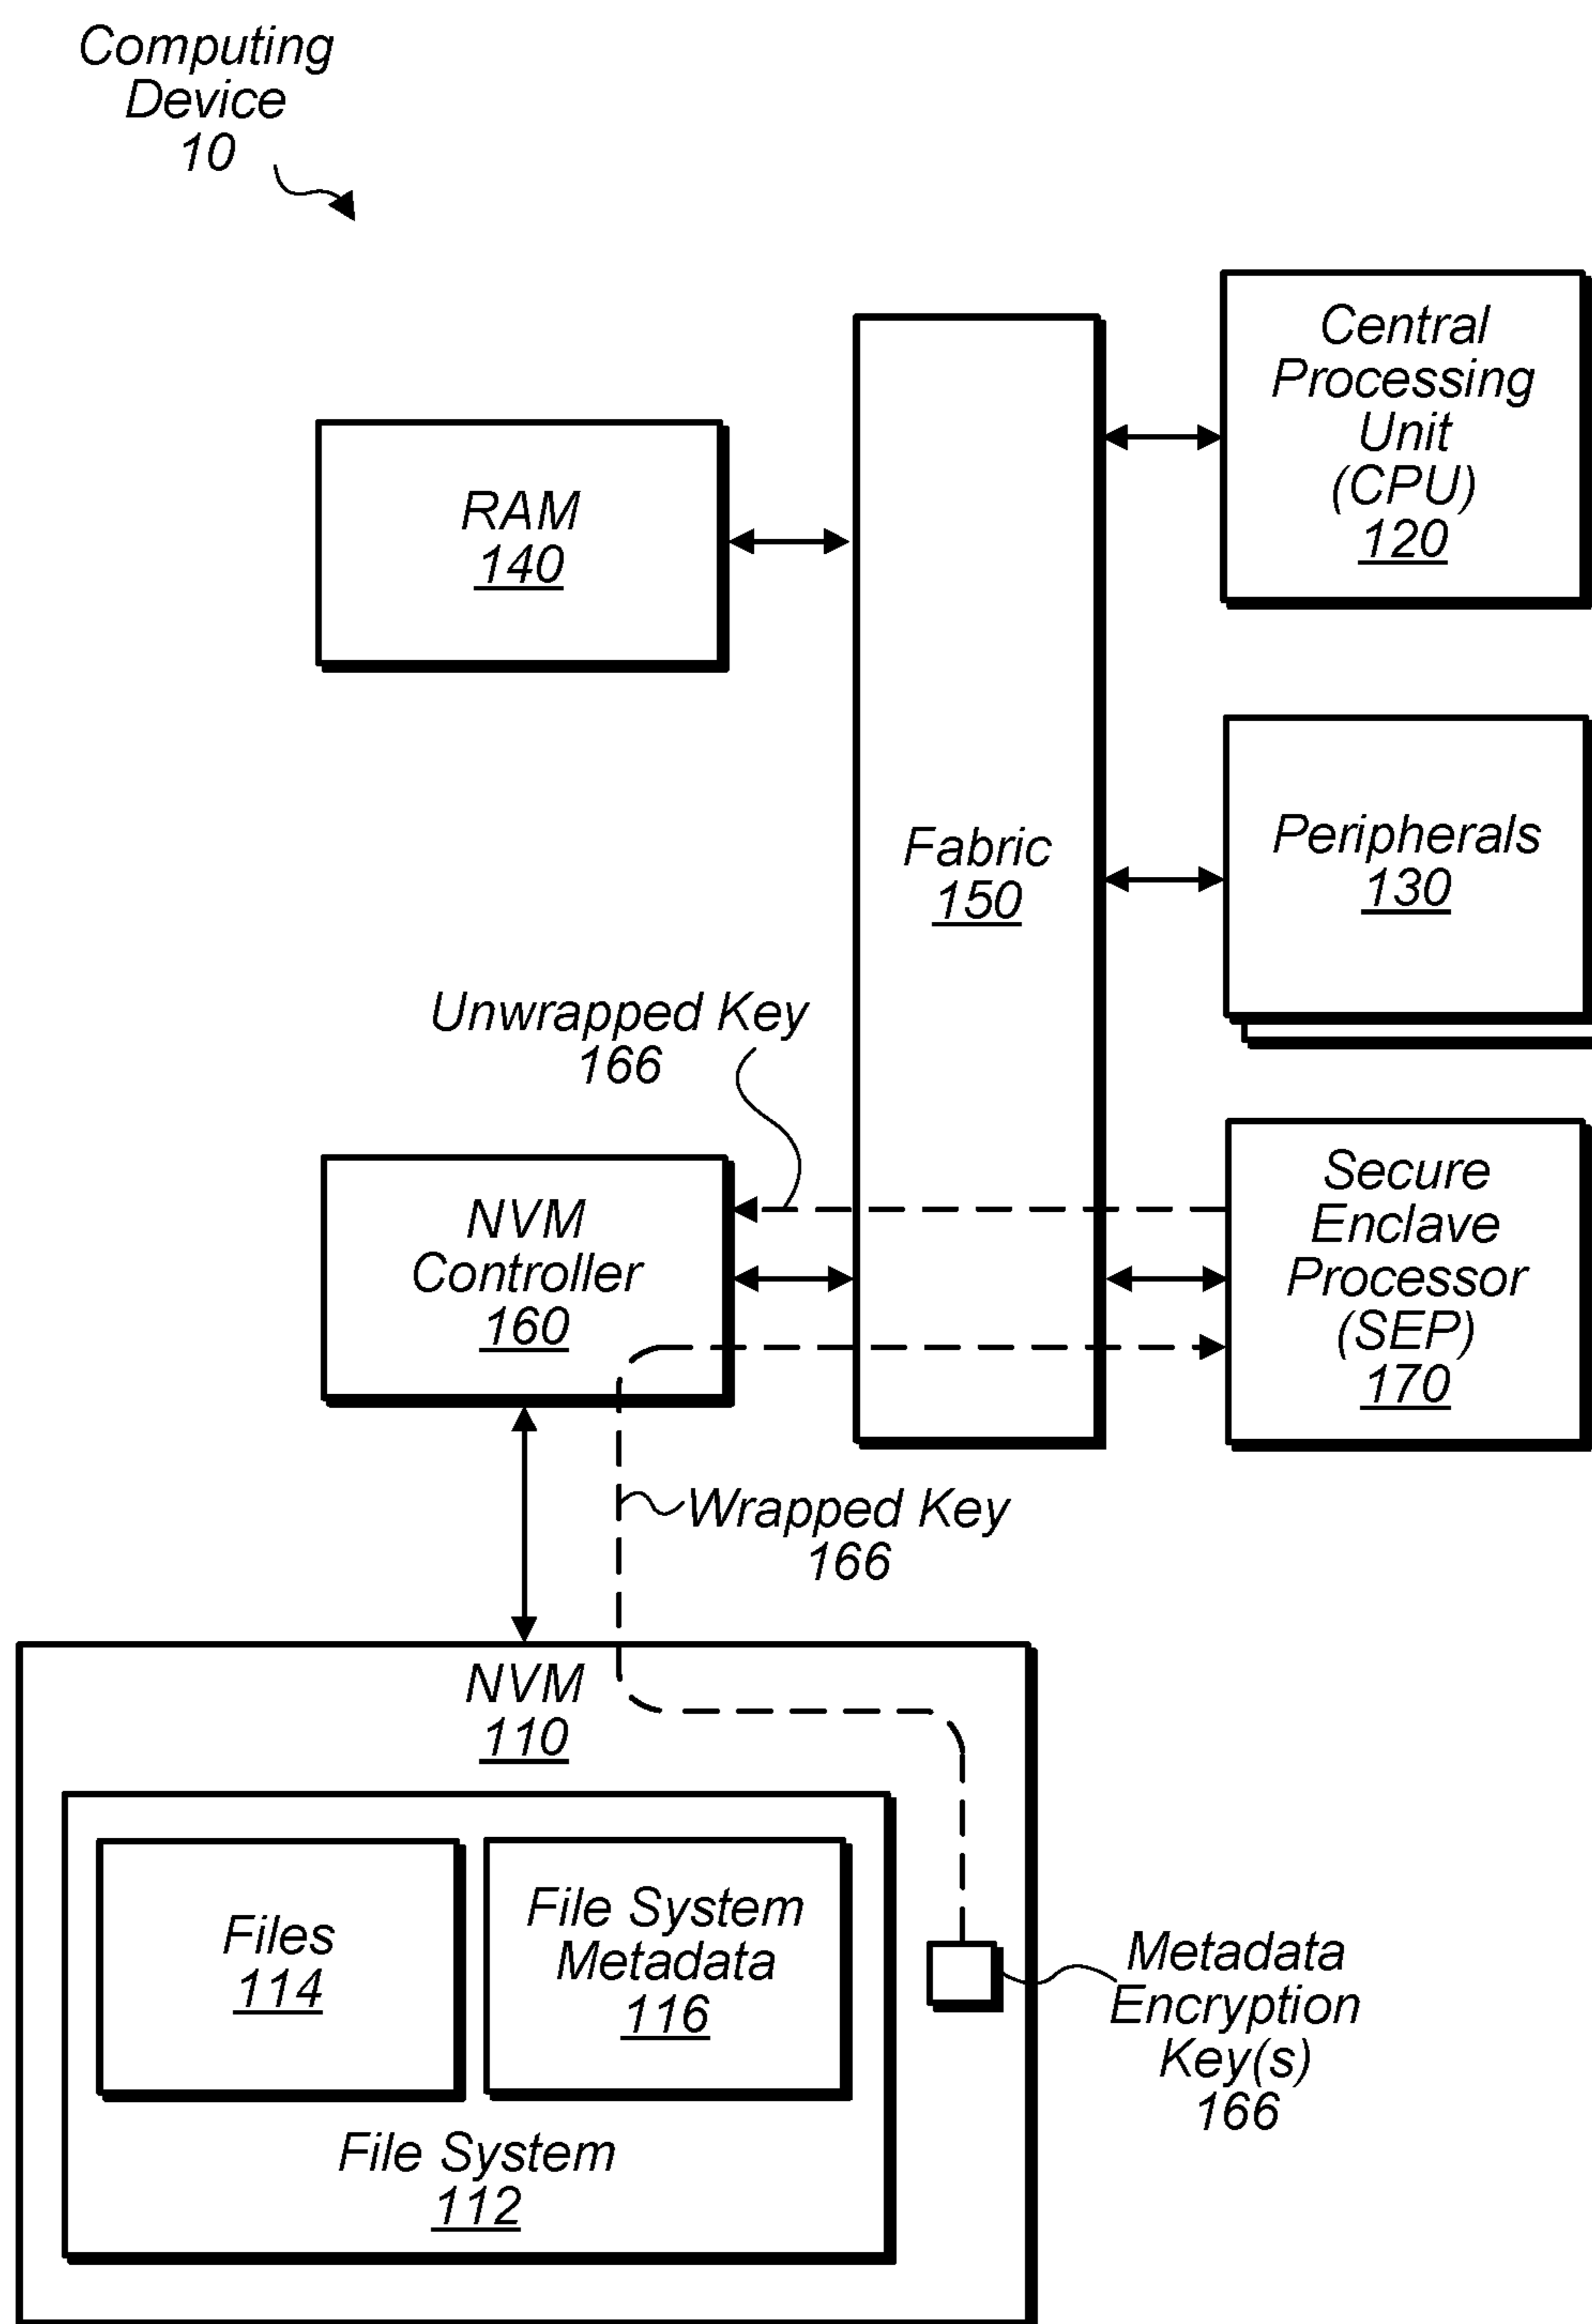 Computing
Device
10
Central
Processing
Unit
(CPU)
120
RAM
140
Fabric
150
Peripherals
130
Unwrapped Key
166
NVM
Controller
160
Secure
Enclave
Processor
(SEP)
170
Wrapped Key
166
NVM
110
Files
114
File System
Metadata
116
Metadata
Encryption
Key(s)
166
File System
112